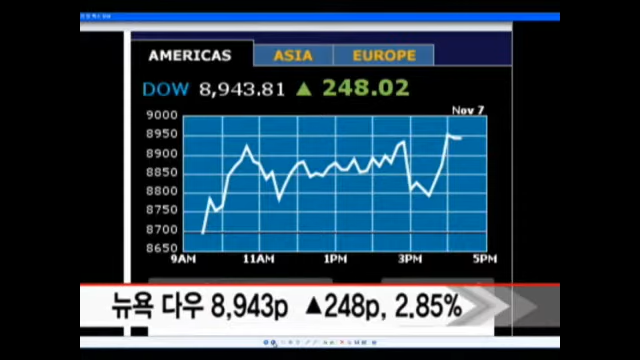 AMERICAS ASIA EUROPE
DOW 8,943.81 ▲ 248.02
Nov 7
9000
8950
8900
8850
8800
8750
8700
8650
9AM 11AM 1PM 3PM 5PM
뉴욕 다우 8,943p ▲248p, 2.85%